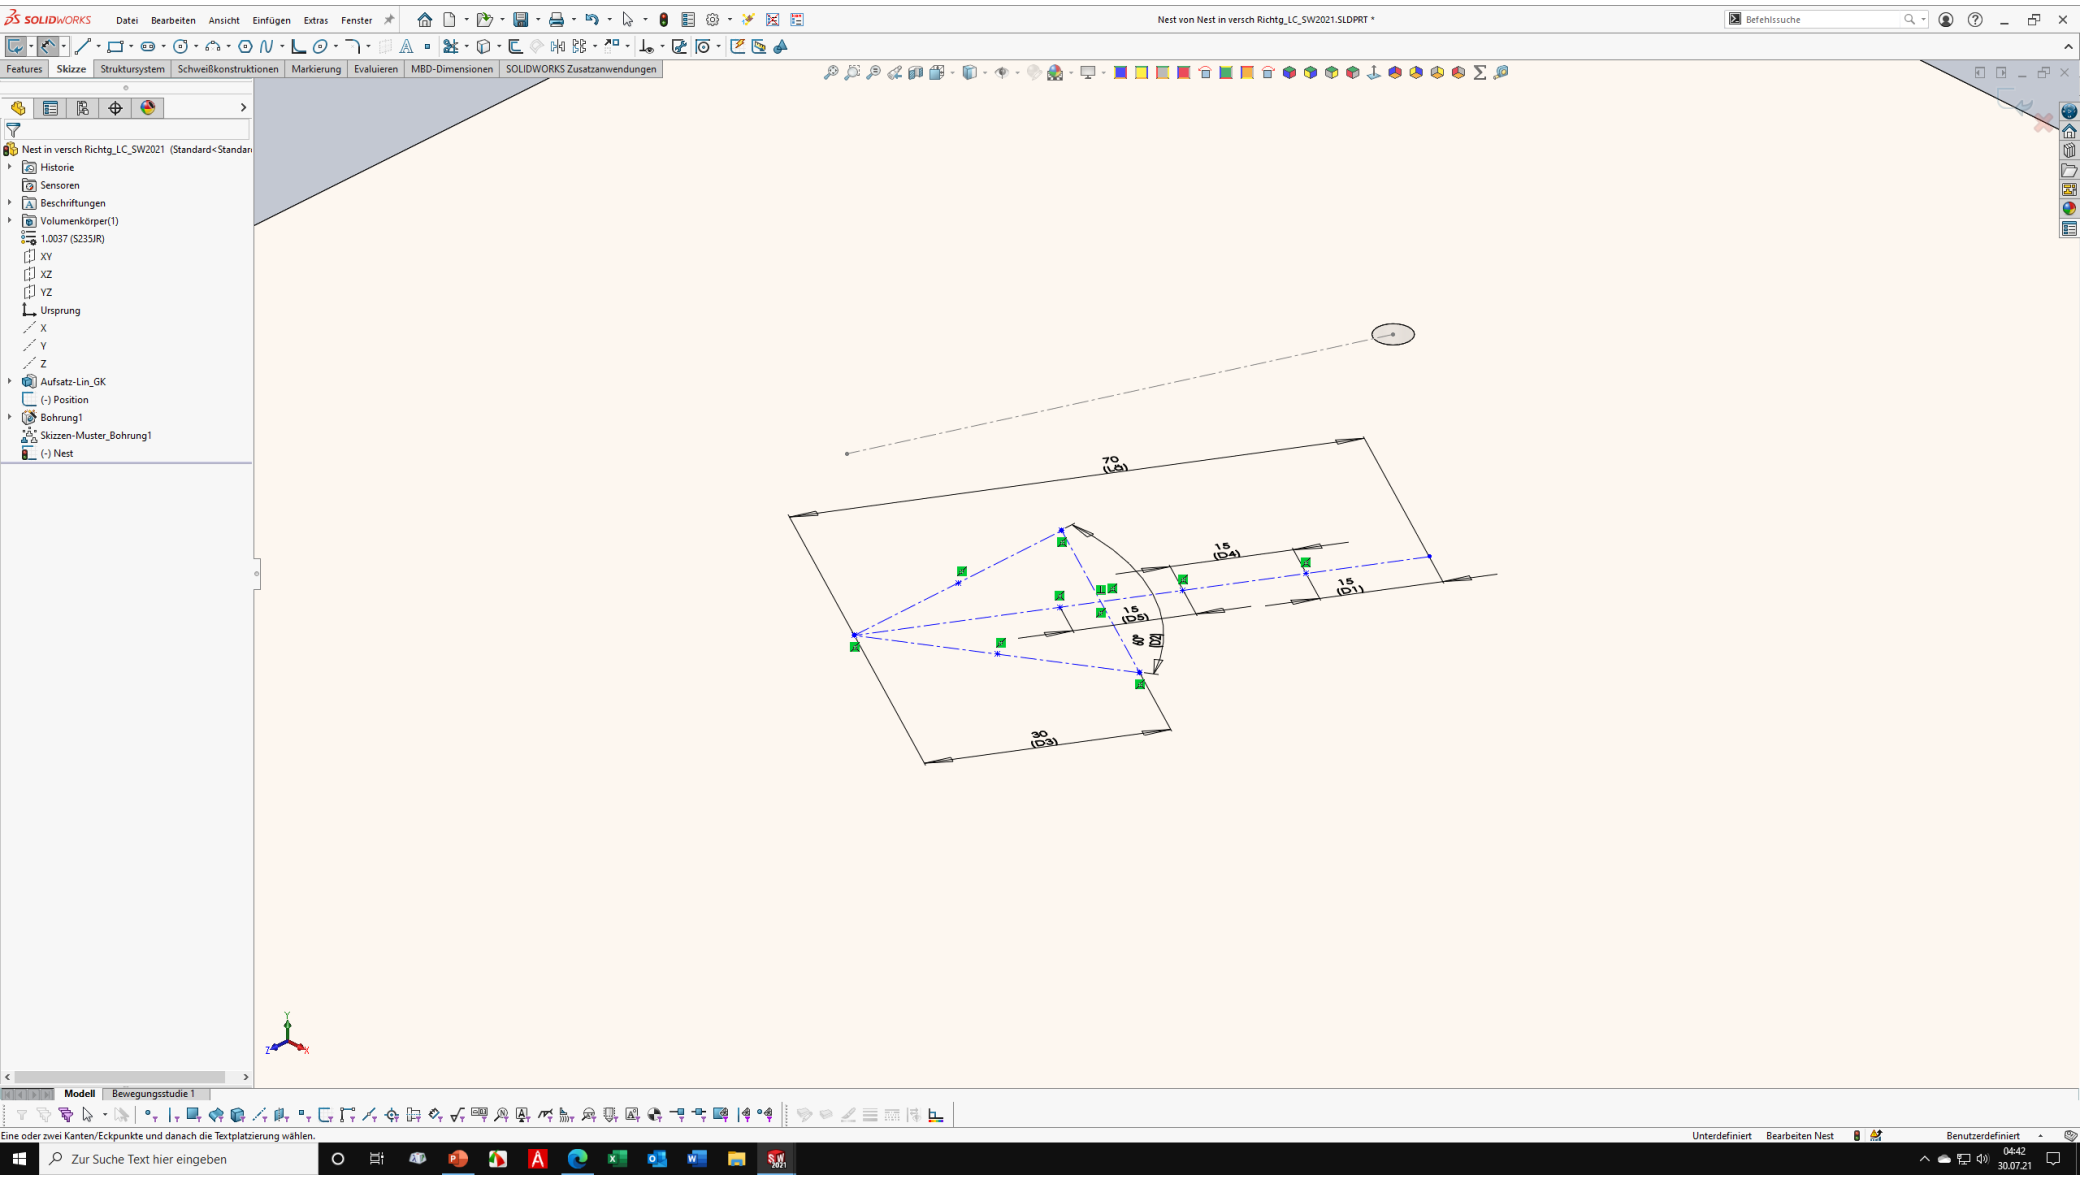 SOLIDWORKS Datei Bearbeiten Ansicht Einfügen Extras Fenster Nest von Nest in versch Richtg_LC_SW2021.SLDPRT * Befehlssuche
Features Skizze Struktursystem Schweißkonstruktionen Markierung Evaluieren MBD-Dimensionen SOLIDWORKS Zusatzanwendungen
Nest in versch Richtg_LC_SW2021 (Standard<Standar
Historie
Sensoren
Beschriftungen
Volumenkörper(1)
1.0037 (S235JR)
XY
XZ
YZ
Ursprung
X
Y
Z
Aufsatz-Lin_GK
(-) Position
Bohrung1
Skizzen-Muster_Bohrung1
(-) Nest
70
(L8)
15
(D4)
15
(D1)
15
(D5)
60°
(D2)
30
(D3)
Y
Z
X
Modell Bewegungsstudie 1
Eine oder zwei Kanten/Eckpunkte und danach die Textplatzierung wählen. Unterdefiniert Bearbeiten Nest Benutzerdefiniert
Zur Suche Text hier eingeben
04:42
30.07.21